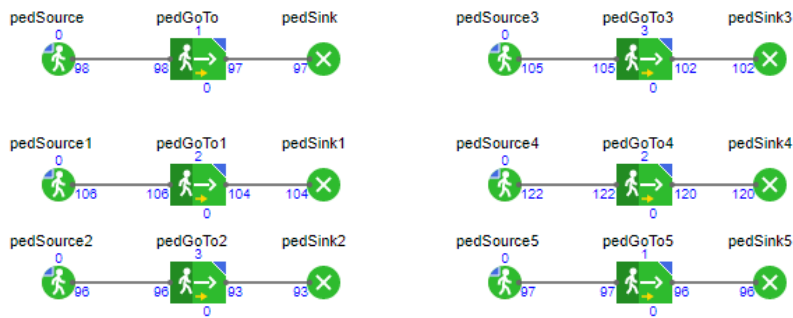 pedSource pedGoTo pedSink pedSource3 pedGoTo3 pedSink3
0 1 0 3
98 98 97 97 105 105 102 102
0 0
pedSource1 pedGoTo1 pedSink1 pedSource4 pedGoTo4 pedSink4
0 2 0 2
106 106 104 104 122 122 120 120
0 0
pedSource2 pedGoTo2 pedSink2 pedSource5 pedGoTo5 pedSink5
0 3 0 1
96 96 93 93 97 97 96 96
0 0